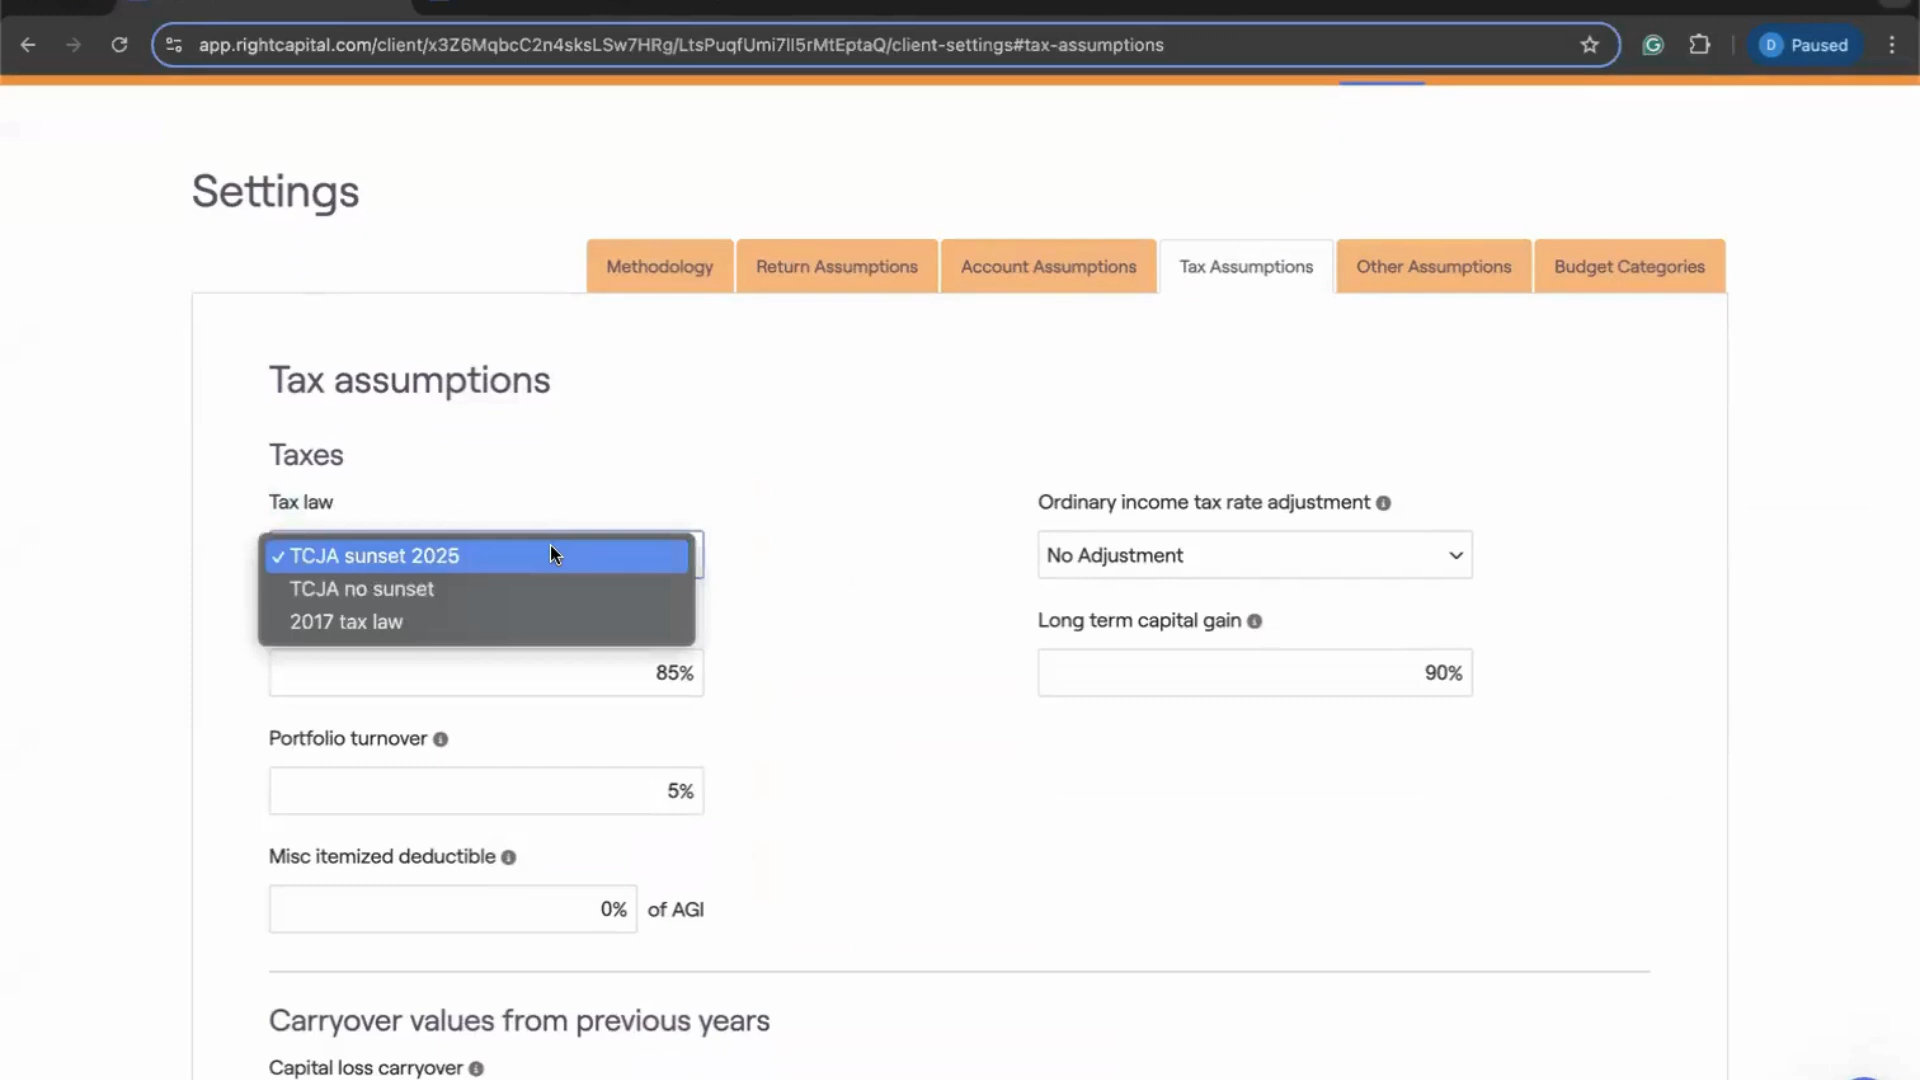 app.rightcapital.com/client/x3Z6MqbcC2n4sksLSw7HRg/LtsPuqfUmi7lI5rMtEptaQ/client-settings#tax-assumptions
D Paused
Settings
Methodology
Return Assumptions
Account Assumptions
Tax Assumptions
Other Assumptions
Budget Categories
Tax assumptions
Taxes
Tax law
Ordinary income tax rate adjustment
✓ TCJA sunset 2025
No Adjustment
TCJA no sunset
2017 tax law
Long term capital gain
85%
90%
Portfolio turnover
5%
Misc itemized deductible
0% of AGI
Carryover values from previous years
Capital loss carryover